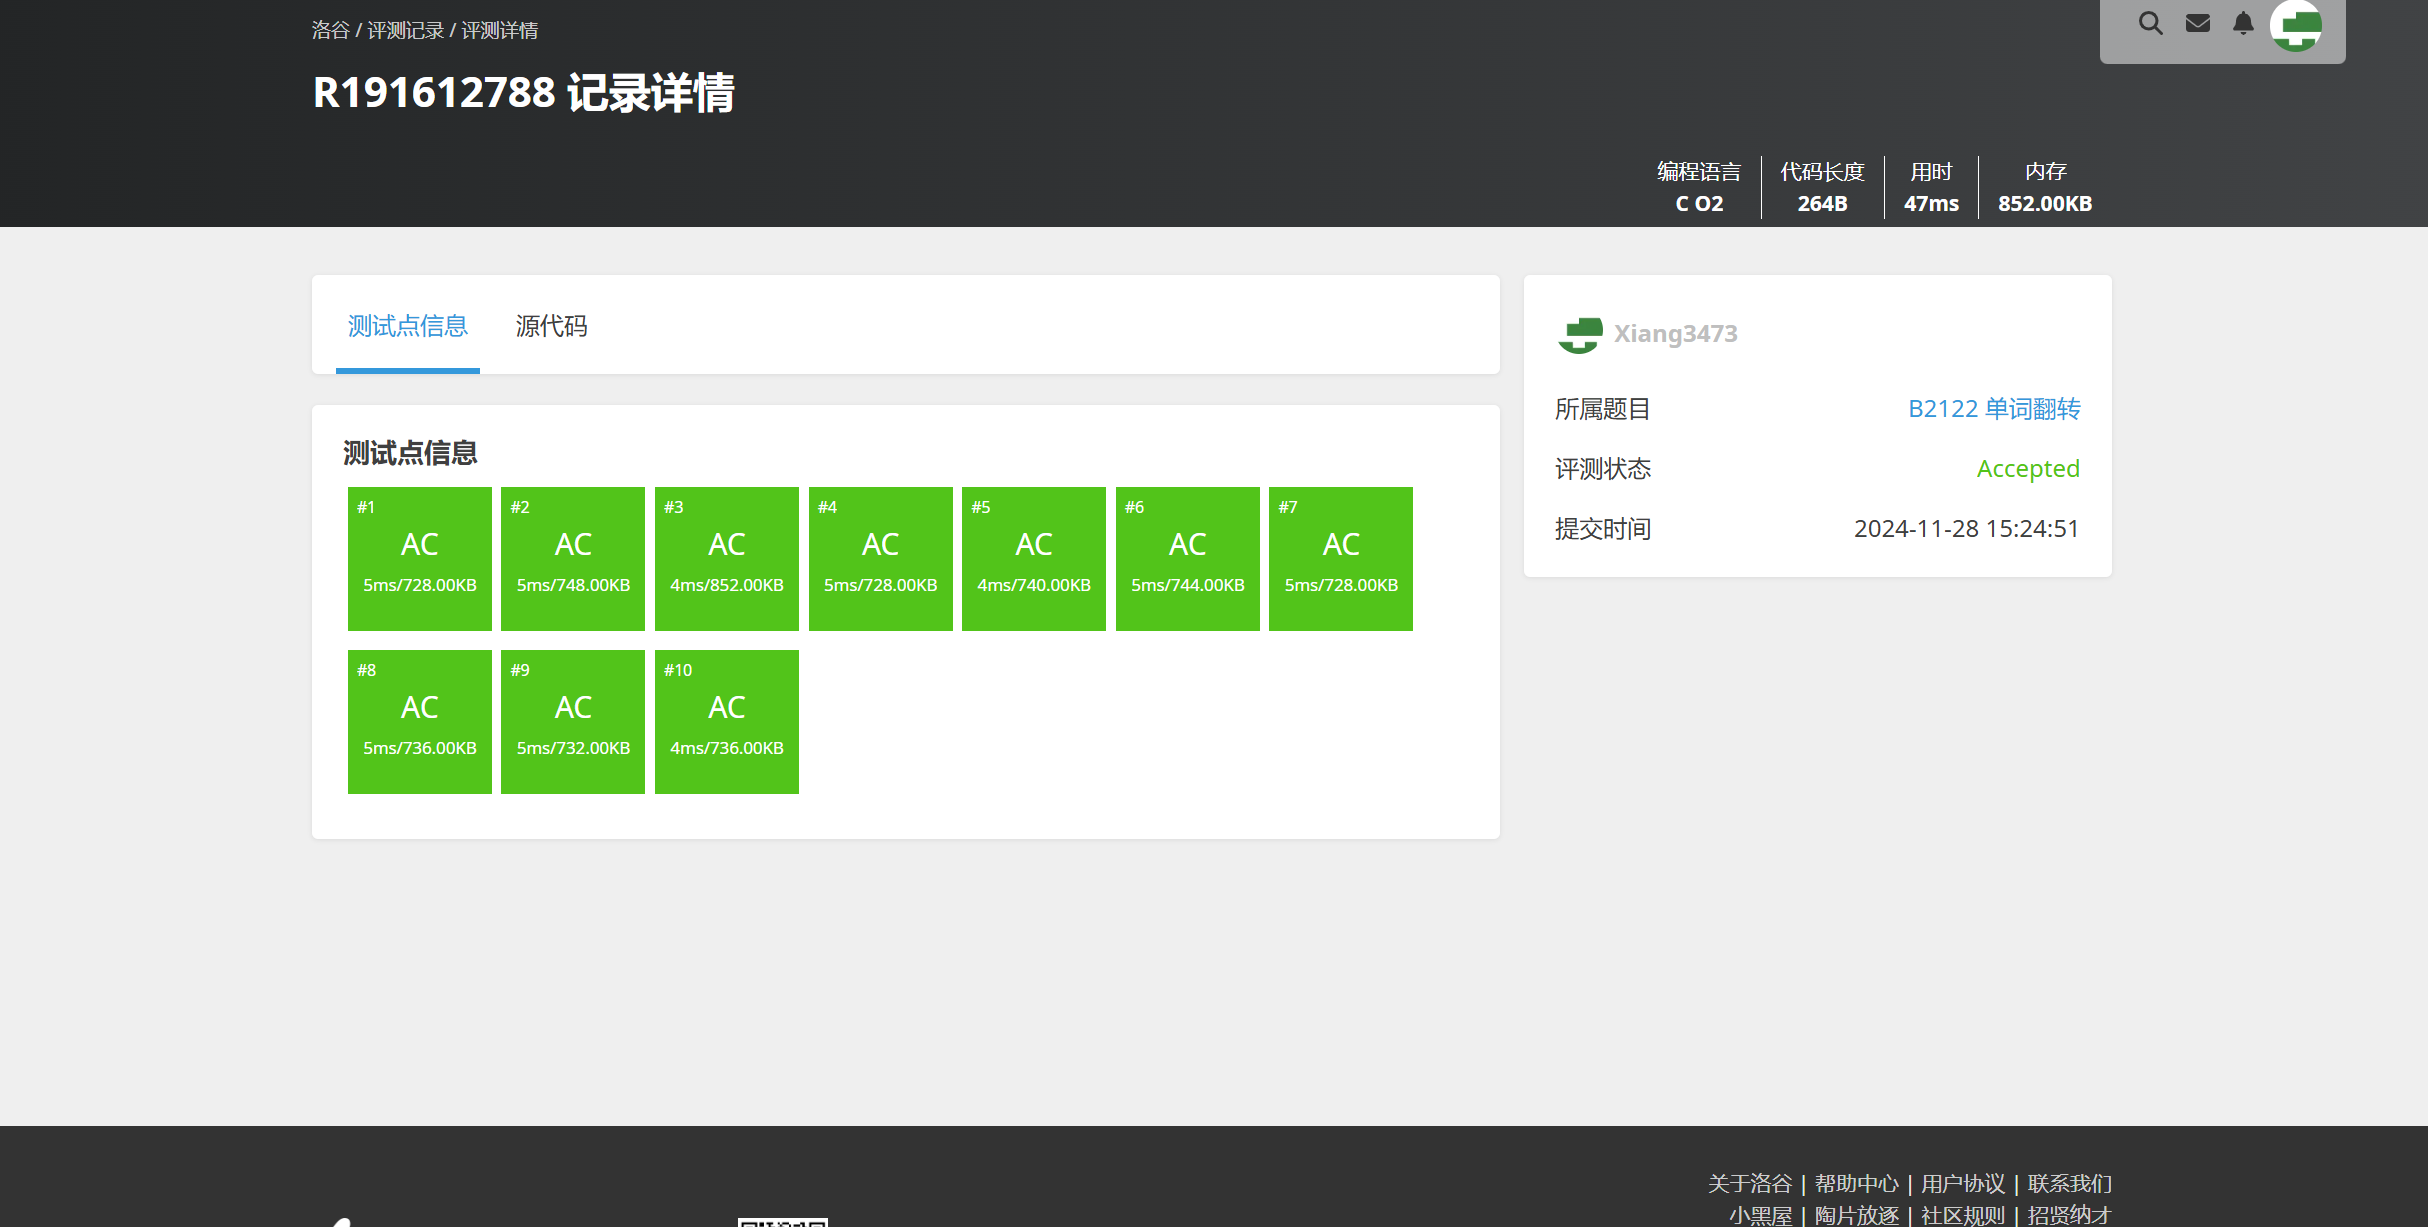 洛谷 / 评测记录 / 评测详情
R191612788 记录详情
编程语言 代码长度 用时 内存
C O2 264B 47ms 852.00KB
测试点信息 源代码
测试点信息
#1 #2 #3 #4 #5 #6 #7
AC AC AC AC AC AC AC
5ms/728.00KB 5ms/748.00KB 4ms/852.00KB 5ms/728.00KB 4ms/740.00KB 5ms/744.00KB 5ms/728.00KB
#8 #9 #10
AC AC AC
5ms/736.00KB 5ms/732.00KB 4ms/736.00KB
Xiang3473
所属题目 B2122 单词翻转
评测状态 Accepted
提交时间 2024-11-28 15:24:51
关于洛谷 | 帮助中心 | 用户协议 | 联系我们
小黑屋 | 陶片放逐 | 社区规则 | 招贤纳才